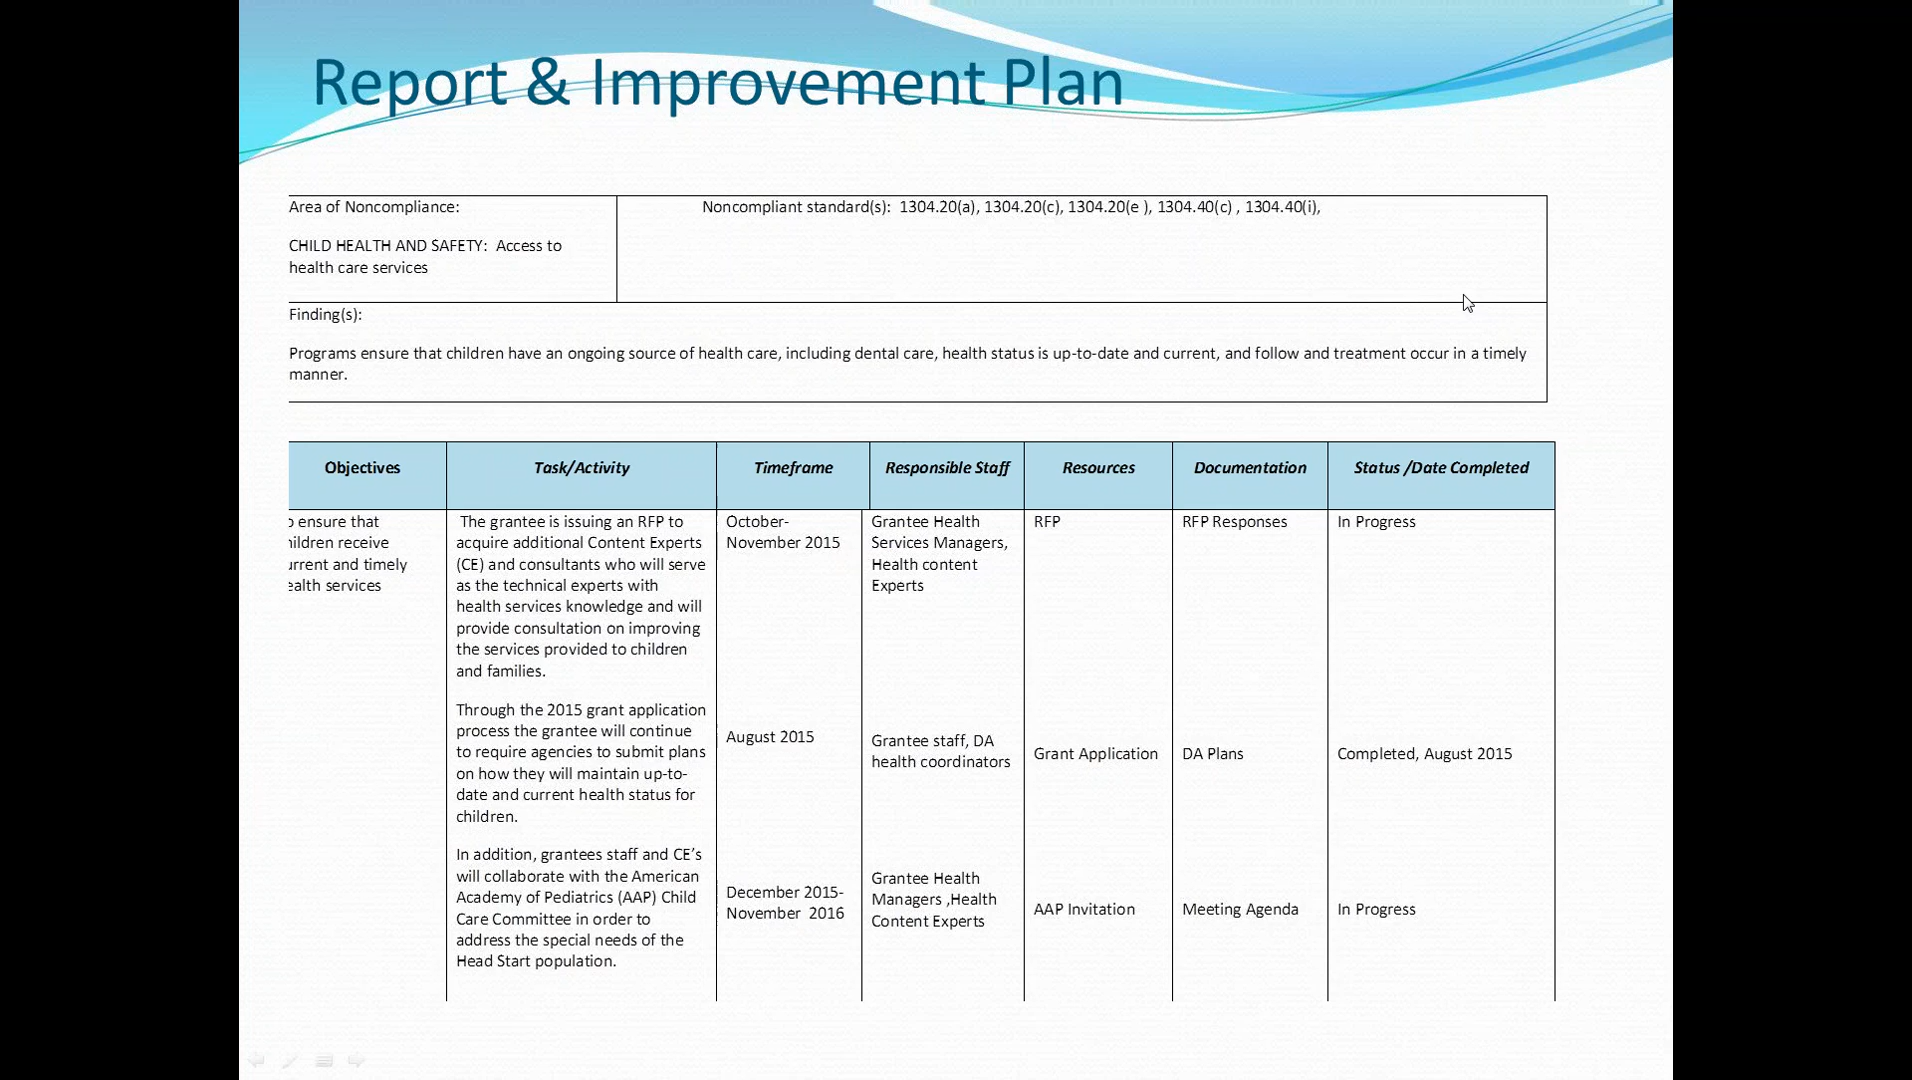 Report & Improvement Plan
Area of Noncompliance:
CHILD HEALTH AND SAFETY: Access to
health care services
Noncompliant standard(s): 1304.20(a), 1304.20(c), 1304.20(e ), 1304.40(c) , 1304.40(i),
Finding(s):
Programs ensure that children have an ongoing source of health care, including dental care, health status is up-to-date and current, and follow and treatment occur in a timely
manner.
Objectives
Task/Activity
Timeframe
Responsible Staff
Resources
Documentation
Status /Date Completed
o ensure that
hildren receive
urrent and timely
ealth services
The grantee is issuing an RFP to
acquire additional Content Experts
(CE) and consultants who will serve
as the technical experts with
health services knowledge and will
provide consultation on improving
the services provided to children
and families.
October-
November 2015
Grantee Health
Services Managers,
Health content
Experts
RFP
RFP Responses
In Progress
Through the 2015 grant application
process the grantee will continue
to require agencies to submit plans
on how they will maintain up-to-
date and current health status for
children.
August 2015
Grantee staff, DA
health coordinators
Grant Application
DA Plans
Completed, August 2015
In addition, grantees staff and CE’s
will collaborate with the American
Academy of Pediatrics (AAP) Child
Care Committee in order to
address the special needs of the
Head Start population.
December 2015-
November 2016
Grantee Health
Managers ,Health
Content Experts
AAP Invitation
Meeting Agenda
In Progress